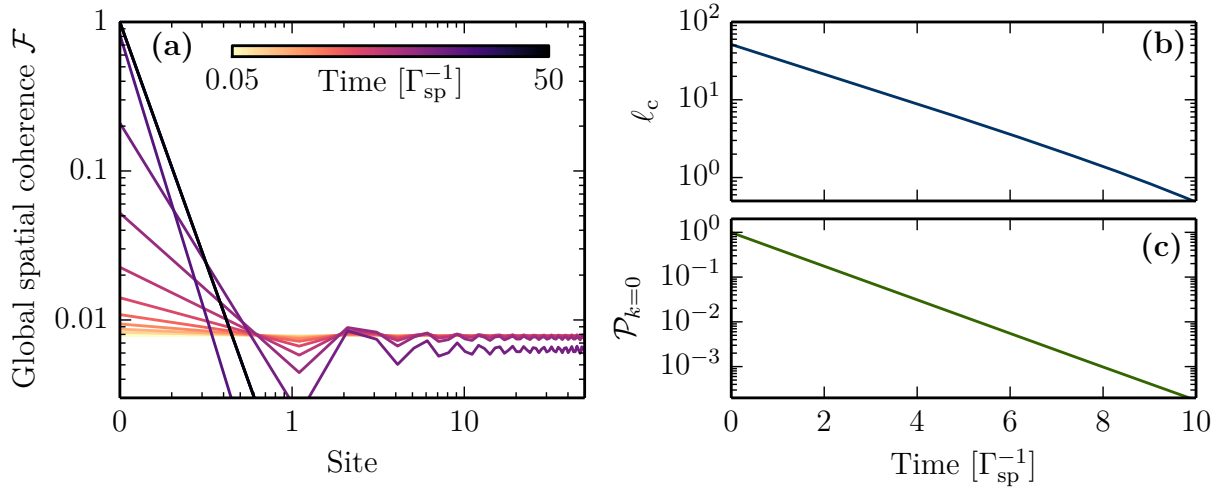 Global spatial coherence ℱ
1
0.1
0.01
(a)
0.05
Time [Γ_sp^{-1}]
50
0
1
10
Site
ℓ_c
10^2
10^1
10^0
(b)
𝒫_{k=0}
10^0
10^{-1}
10^{-2}
10^{-3}
(c)
0
2
4
6
8
10
Time [Γ_sp^{-1}]